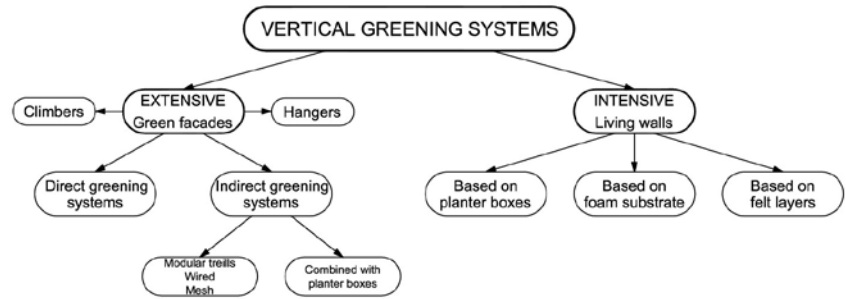 VERTICAL GREENING SYSTEMS
EXTENSIVE
Green facades
Climbers
Hangers
INTENSIVE
Living walls
Direct greening
systems
Indirect greening
systems
Based on
planter boxes
Based on
foam substrate
Based on
felt layers
Modular treills
Wired
Mesh
Combined with
planter boxes